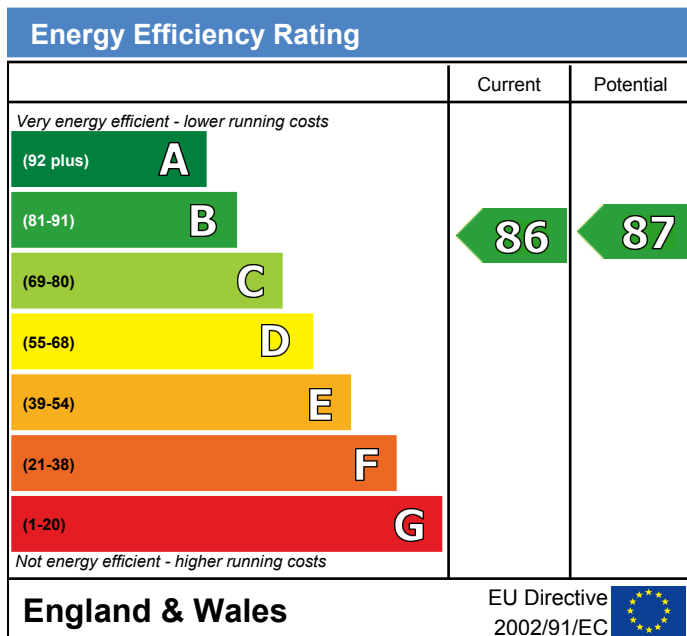 Energy Efficiency Rating
Current Potential
Very energy efficient - lower running costs
(92 plus) A
(81-91) B
86 87
(69-80) C
(55-68) D
(39-54) E
(21-38) F
(1-20) G
Not energy efficient - higher running costs
England & Wales
EU Directive
2002/91/EC